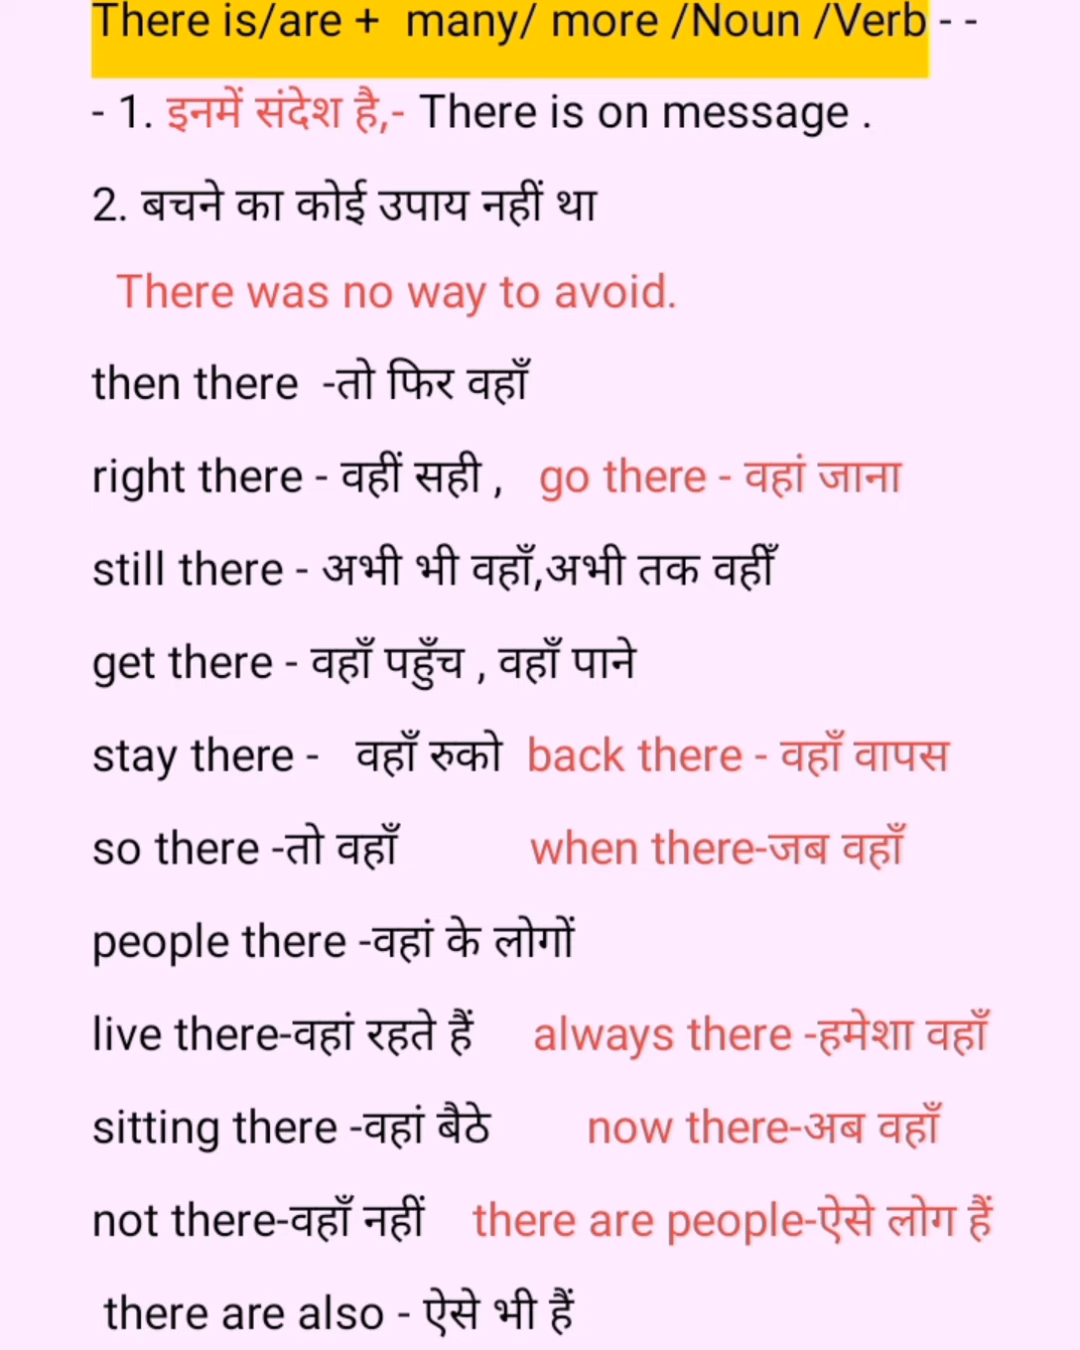 There is/are + many/ more /Noun /Verb - -
- 1. इनमें संदेश है,- There is on message .
2. बचने का कोई उपाय नहीं था
There was no way to avoid.
then there -तो फिर वहाँ
right there - वहीं सही , go there - वहां जाना
still there - अभी भी वहाँ,अभी तक वहीँ
get there - वहाँ पहुँच , वहाँ पाने
stay there - वहाँ रुको back there - वहाँ वापस
so there -तो वहाँ when there-जब वहाँ
people there -वहां के लोगों
live there-वहां रहते हैं always there -हमेशा वहाँ
sitting there -वहां बैठे now there-अब वहाँ
not there-वहाँ नहीं there are people-ऐसे लोग हैं
there are also - ऐसे भी हैं